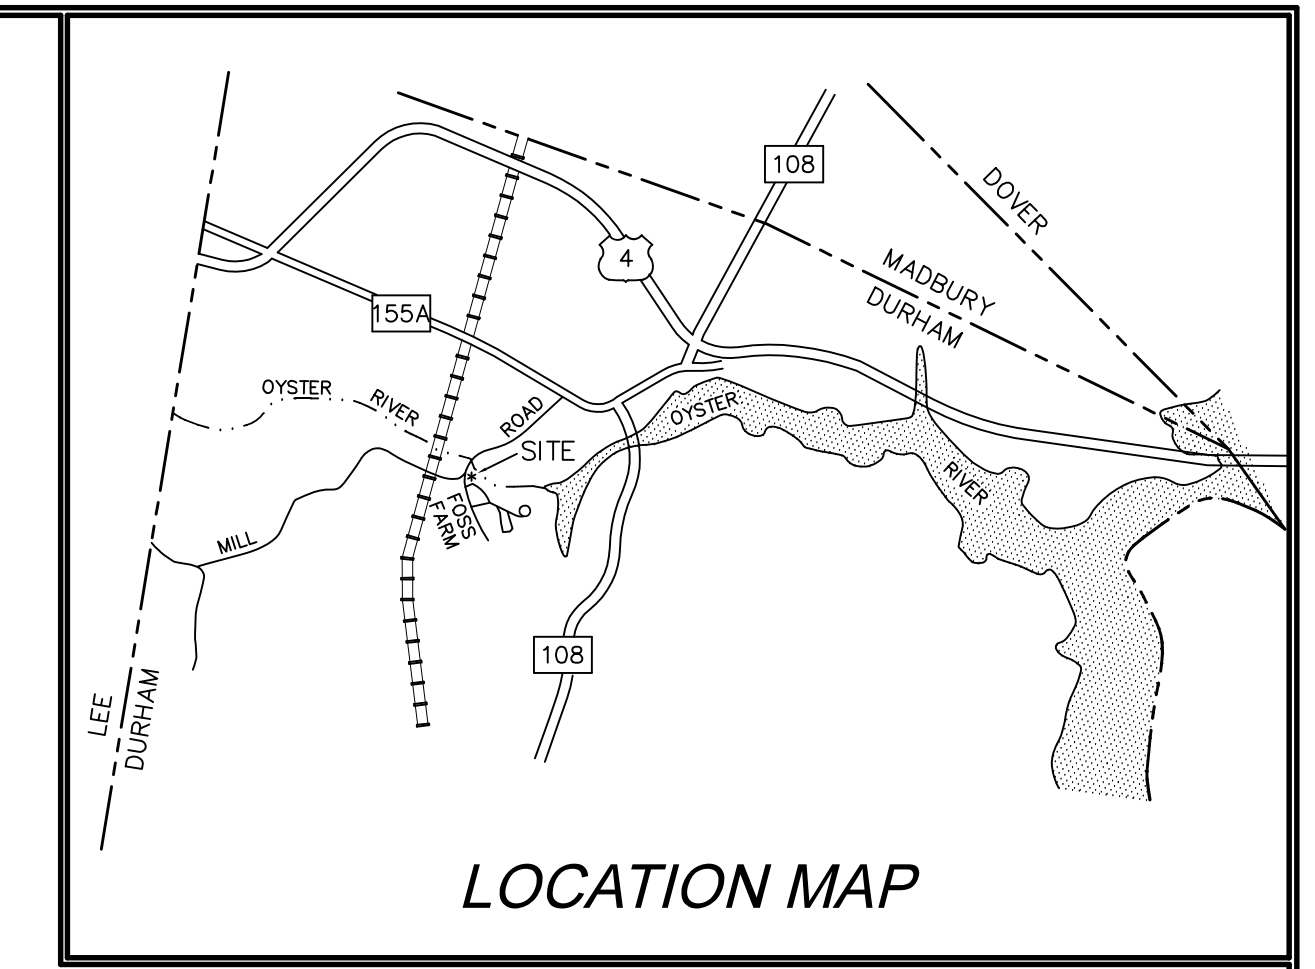 108
DOVER
4
MADBURY
DURHAM
155A
OYSTER
RIVER
ROAD
OYSTER
SITE
RIVER
FOSS
FARM
MILL
108
LEE
DURHAM
LOCATION MAP